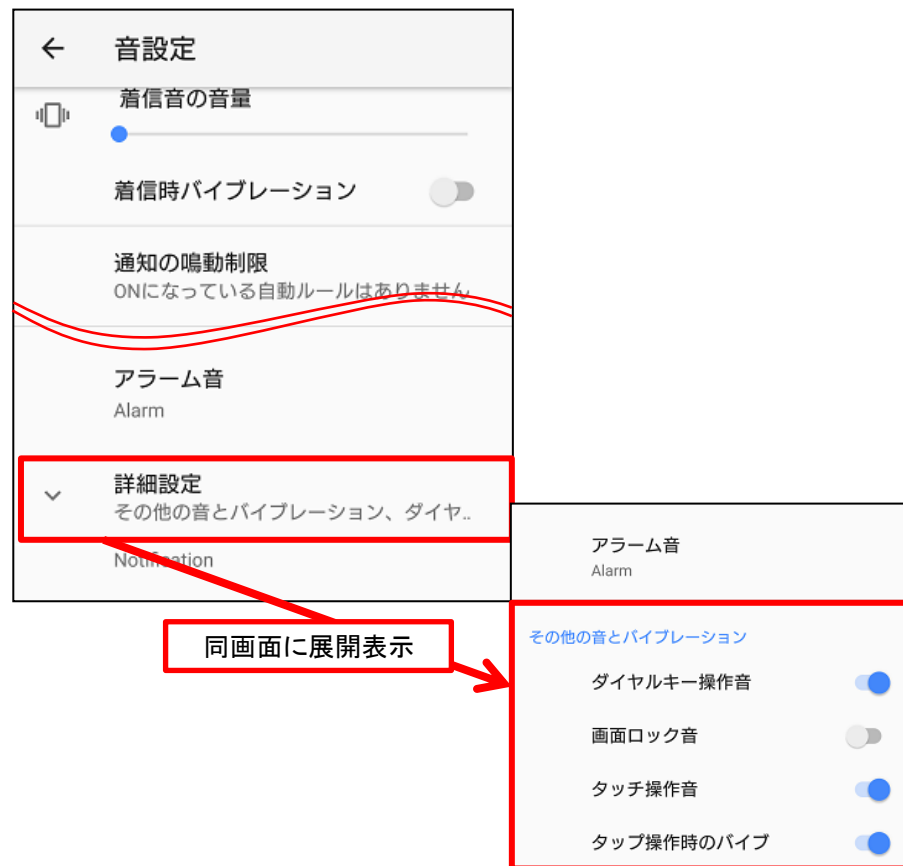 音設定
着信音の音量
着信時バイブレーション
通知の鳴動制限
ONになっている自動ルールはありません
アラーム音
Alarm
詳細設定
その他の音とバイブレーション、ダイヤ..
Notification
同画面に展開表示
アラーム音
Alarm
その他の音とバイブレーション
ダイヤルキー操作音
画面ロック音
タッチ操作音
タップ操作時のバイブ